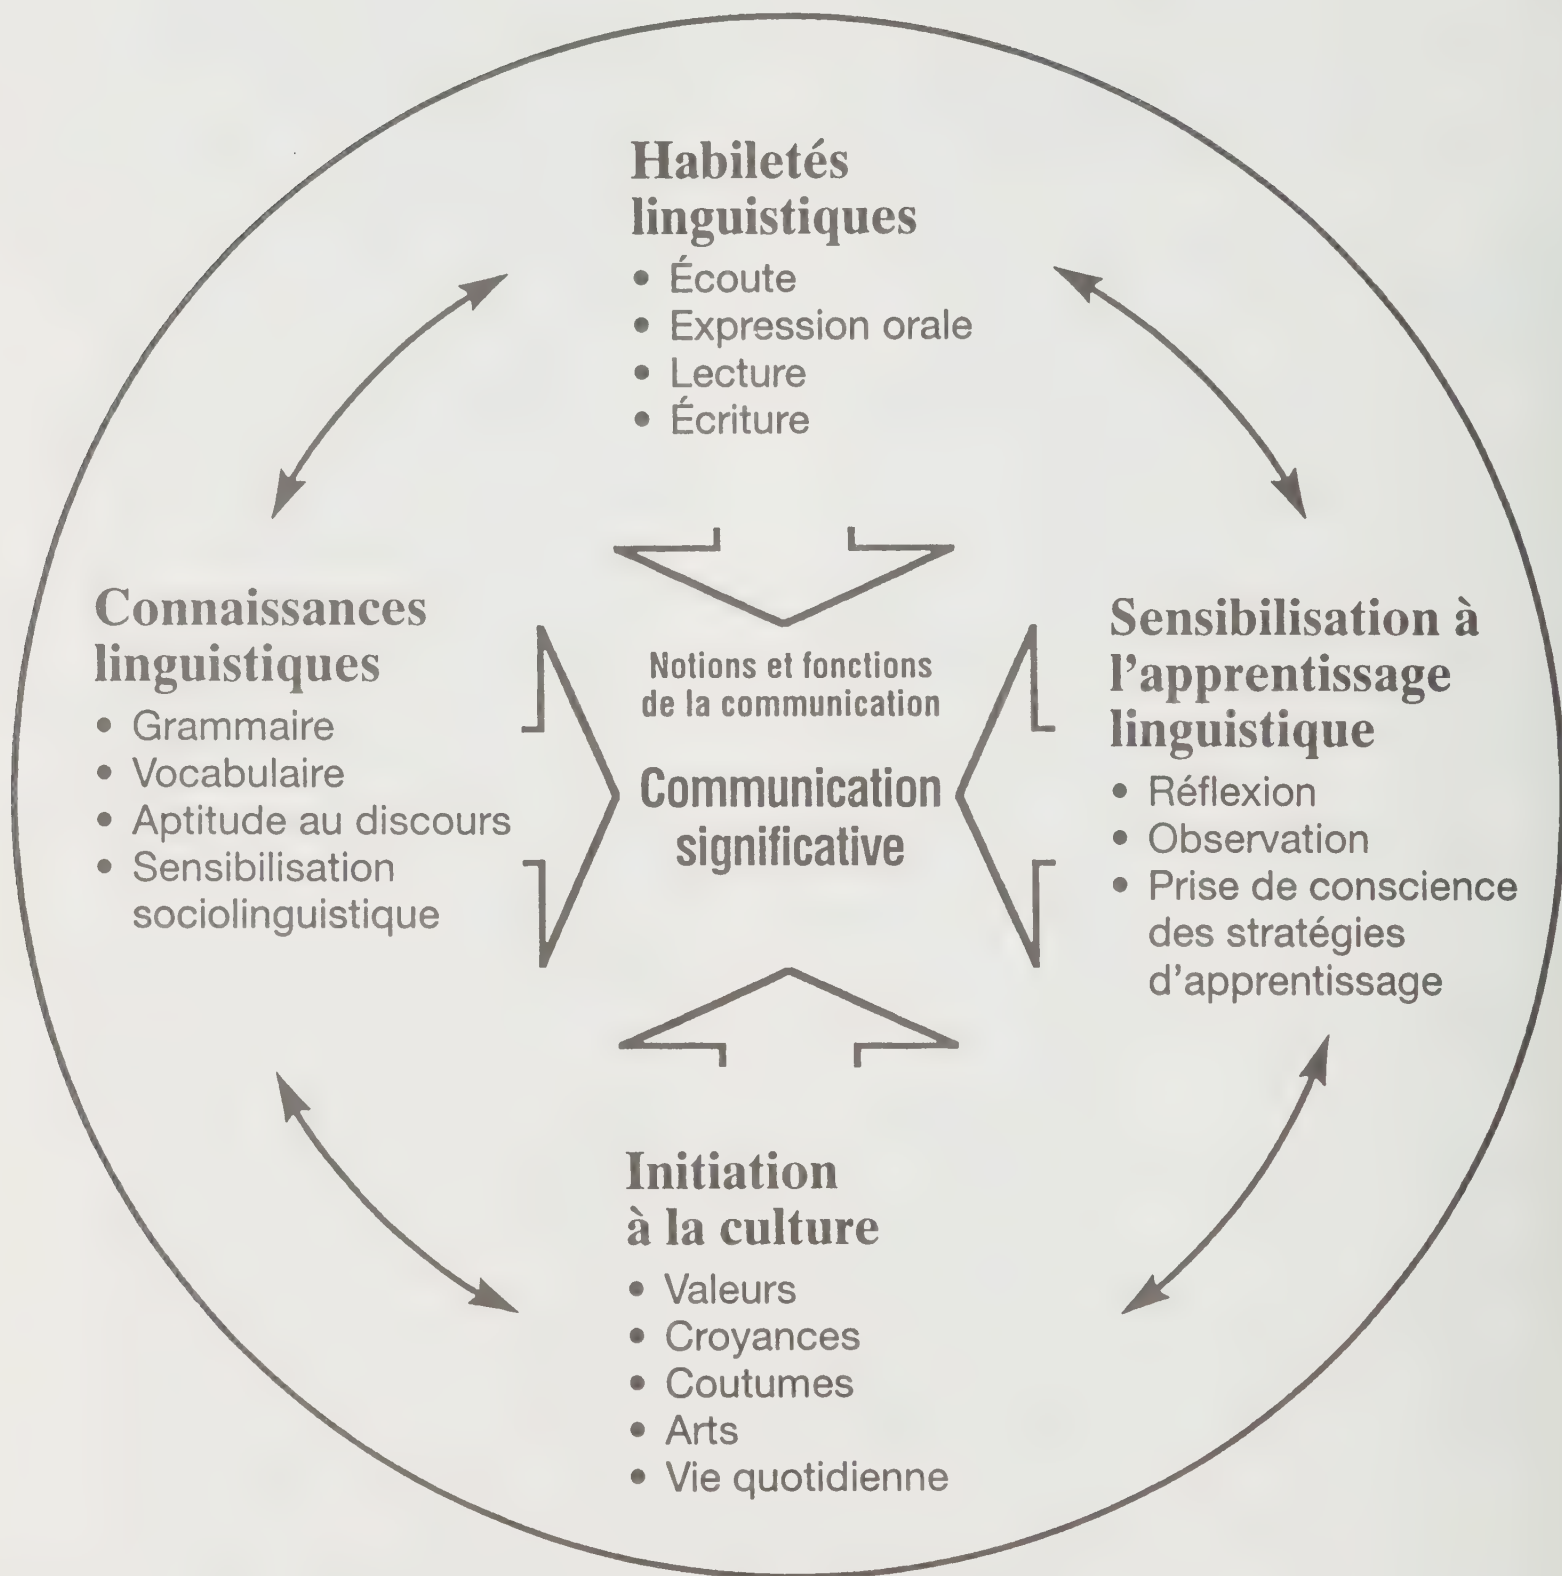 Habiletés
linguistiques
• Écoute
• Expression orale
• Lecture
• Écriture
Connaissances
linguistiques
• Grammaire
• Vocabulaire
• Aptitude au discours
• Sensibilisation
sociolinguistique
Notions et fonctions
de la communication
Communication
significative
Sensibilisation à
l'apprentissage
linguistique
• Réflexion
• Observation
• Prise de conscience
des stratégies
d'apprentissage
Initiation
à la culture
• Valeurs
• Croyances
• Coutumes
• Arts
• Vie quotidienne